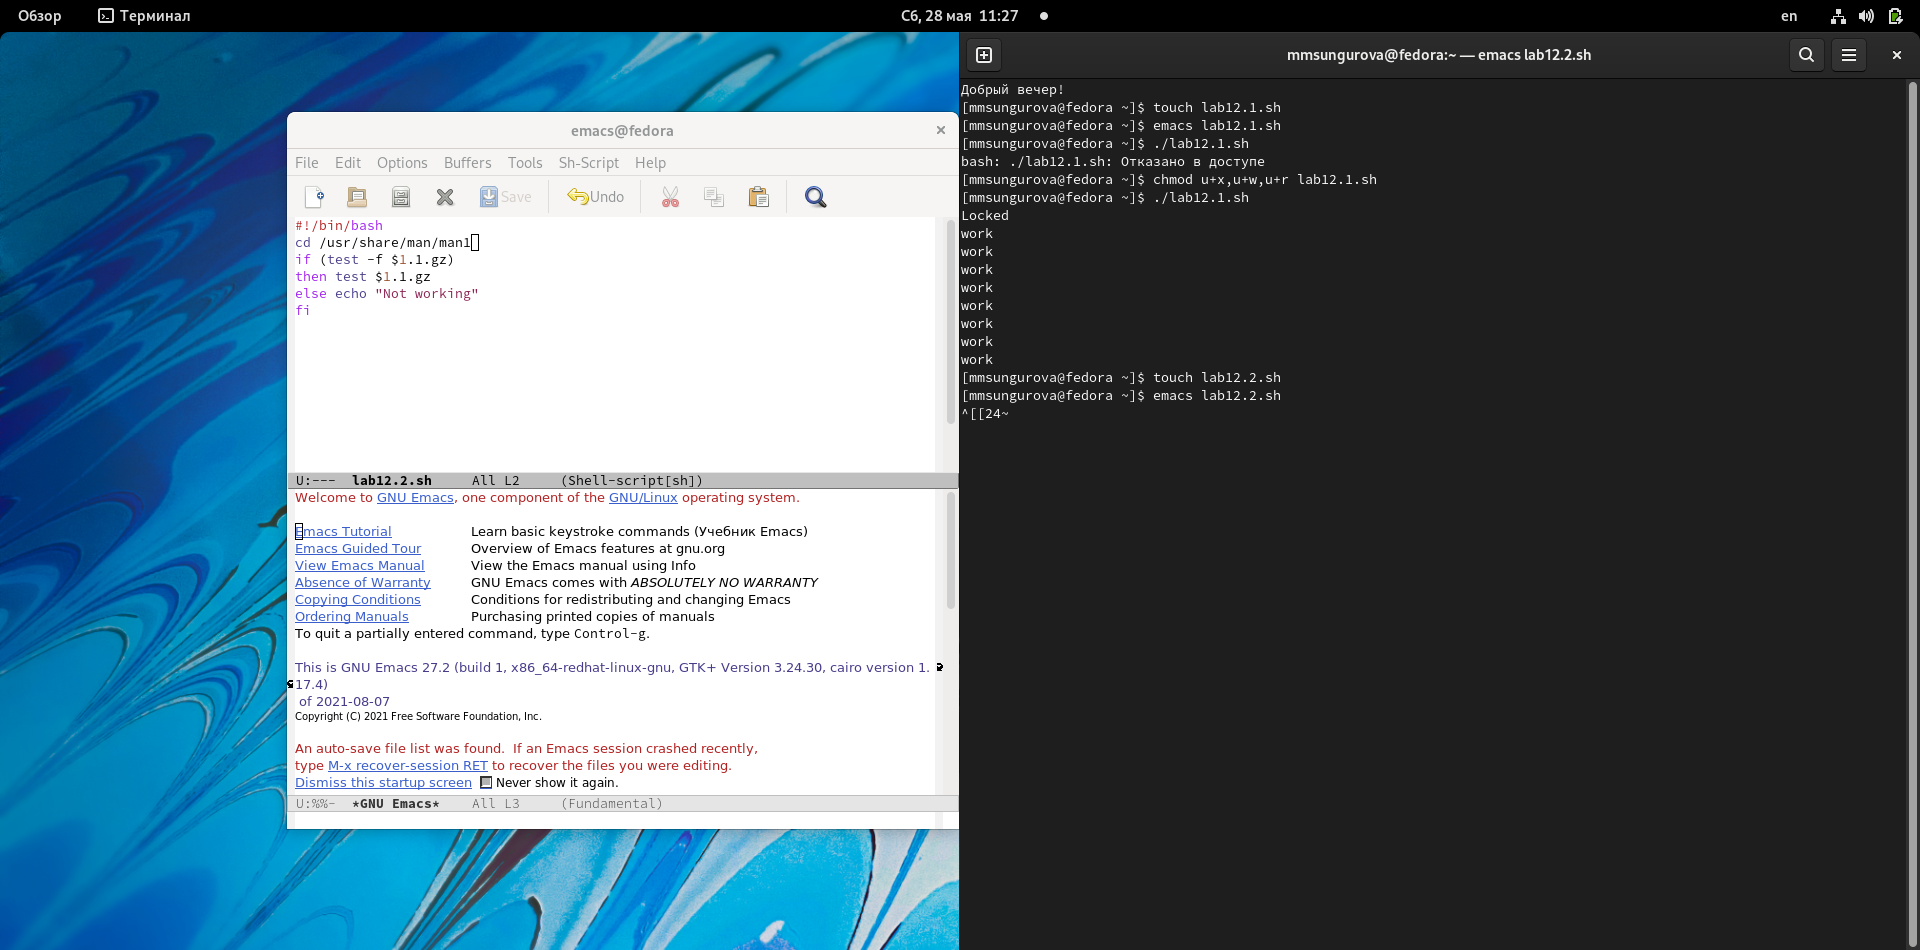 Обзор
Терминал
Сб, 28 мая 11:27
en
emacs@fedora
File Edit Options Buffers Tools Sh-Script Help
Save
Undo
#!/bin/bash
cd /usr/share/man/man1
if (test -f $1.1.gz)
then test $1.1.gz
else echo "Not working"
fi
U:--- lab12.2.sh All L2 (Shell-script[sh])
Welcome to GNU Emacs, one component of the GNU/Linux operating system.
Emacs Tutorial Learn basic keystroke commands (Учебник Emacs)
Emacs Guided Tour Overview of Emacs features at gnu.org
View Emacs Manual View the Emacs manual using Info
Absence of Warranty GNU Emacs comes with ABSOLUTELY NO WARRANTY
Copying Conditions Conditions for redistributing and changing Emacs
Ordering Manuals Purchasing printed copies of manuals
To quit a partially entered command, type Control-g.
This is GNU Emacs 27.2 (build 1, x86_64-redhat-linux-gnu, GTK+ Version 3.24.30, cairo version 1.
17.4)
of 2021-08-07
Copyright (C) 2021 Free Software Foundation, Inc.
An auto-save file list was found. If an Emacs session crashed recently,
type M-x recover-session RET to recover the files you were editing.
Dismiss this startup screen Never show it again.
U:%%- *GNU Emacs* All L3 (Fundamental)
mmsungurova@fedora:~ — emacs lab12.2.sh
Добрый вечер!
[mmsungurova@fedora ~]$ touch lab12.1.sh
[mmsungurova@fedora ~]$ emacs lab12.1.sh
[mmsungurova@fedora ~]$ ./lab12.1.sh
bash: ./lab12.1.sh: Отказано в доступе
[mmsungurova@fedora ~]$ chmod u+x,u+w,u+r lab12.1.sh
[mmsungurova@fedora ~]$ ./lab12.1.sh
Locked
work
work
work
work
work
work
work
work
[mmsungurova@fedora ~]$ touch lab12.2.sh
[mmsungurova@fedora ~]$ emacs lab12.2.sh
^[[24~